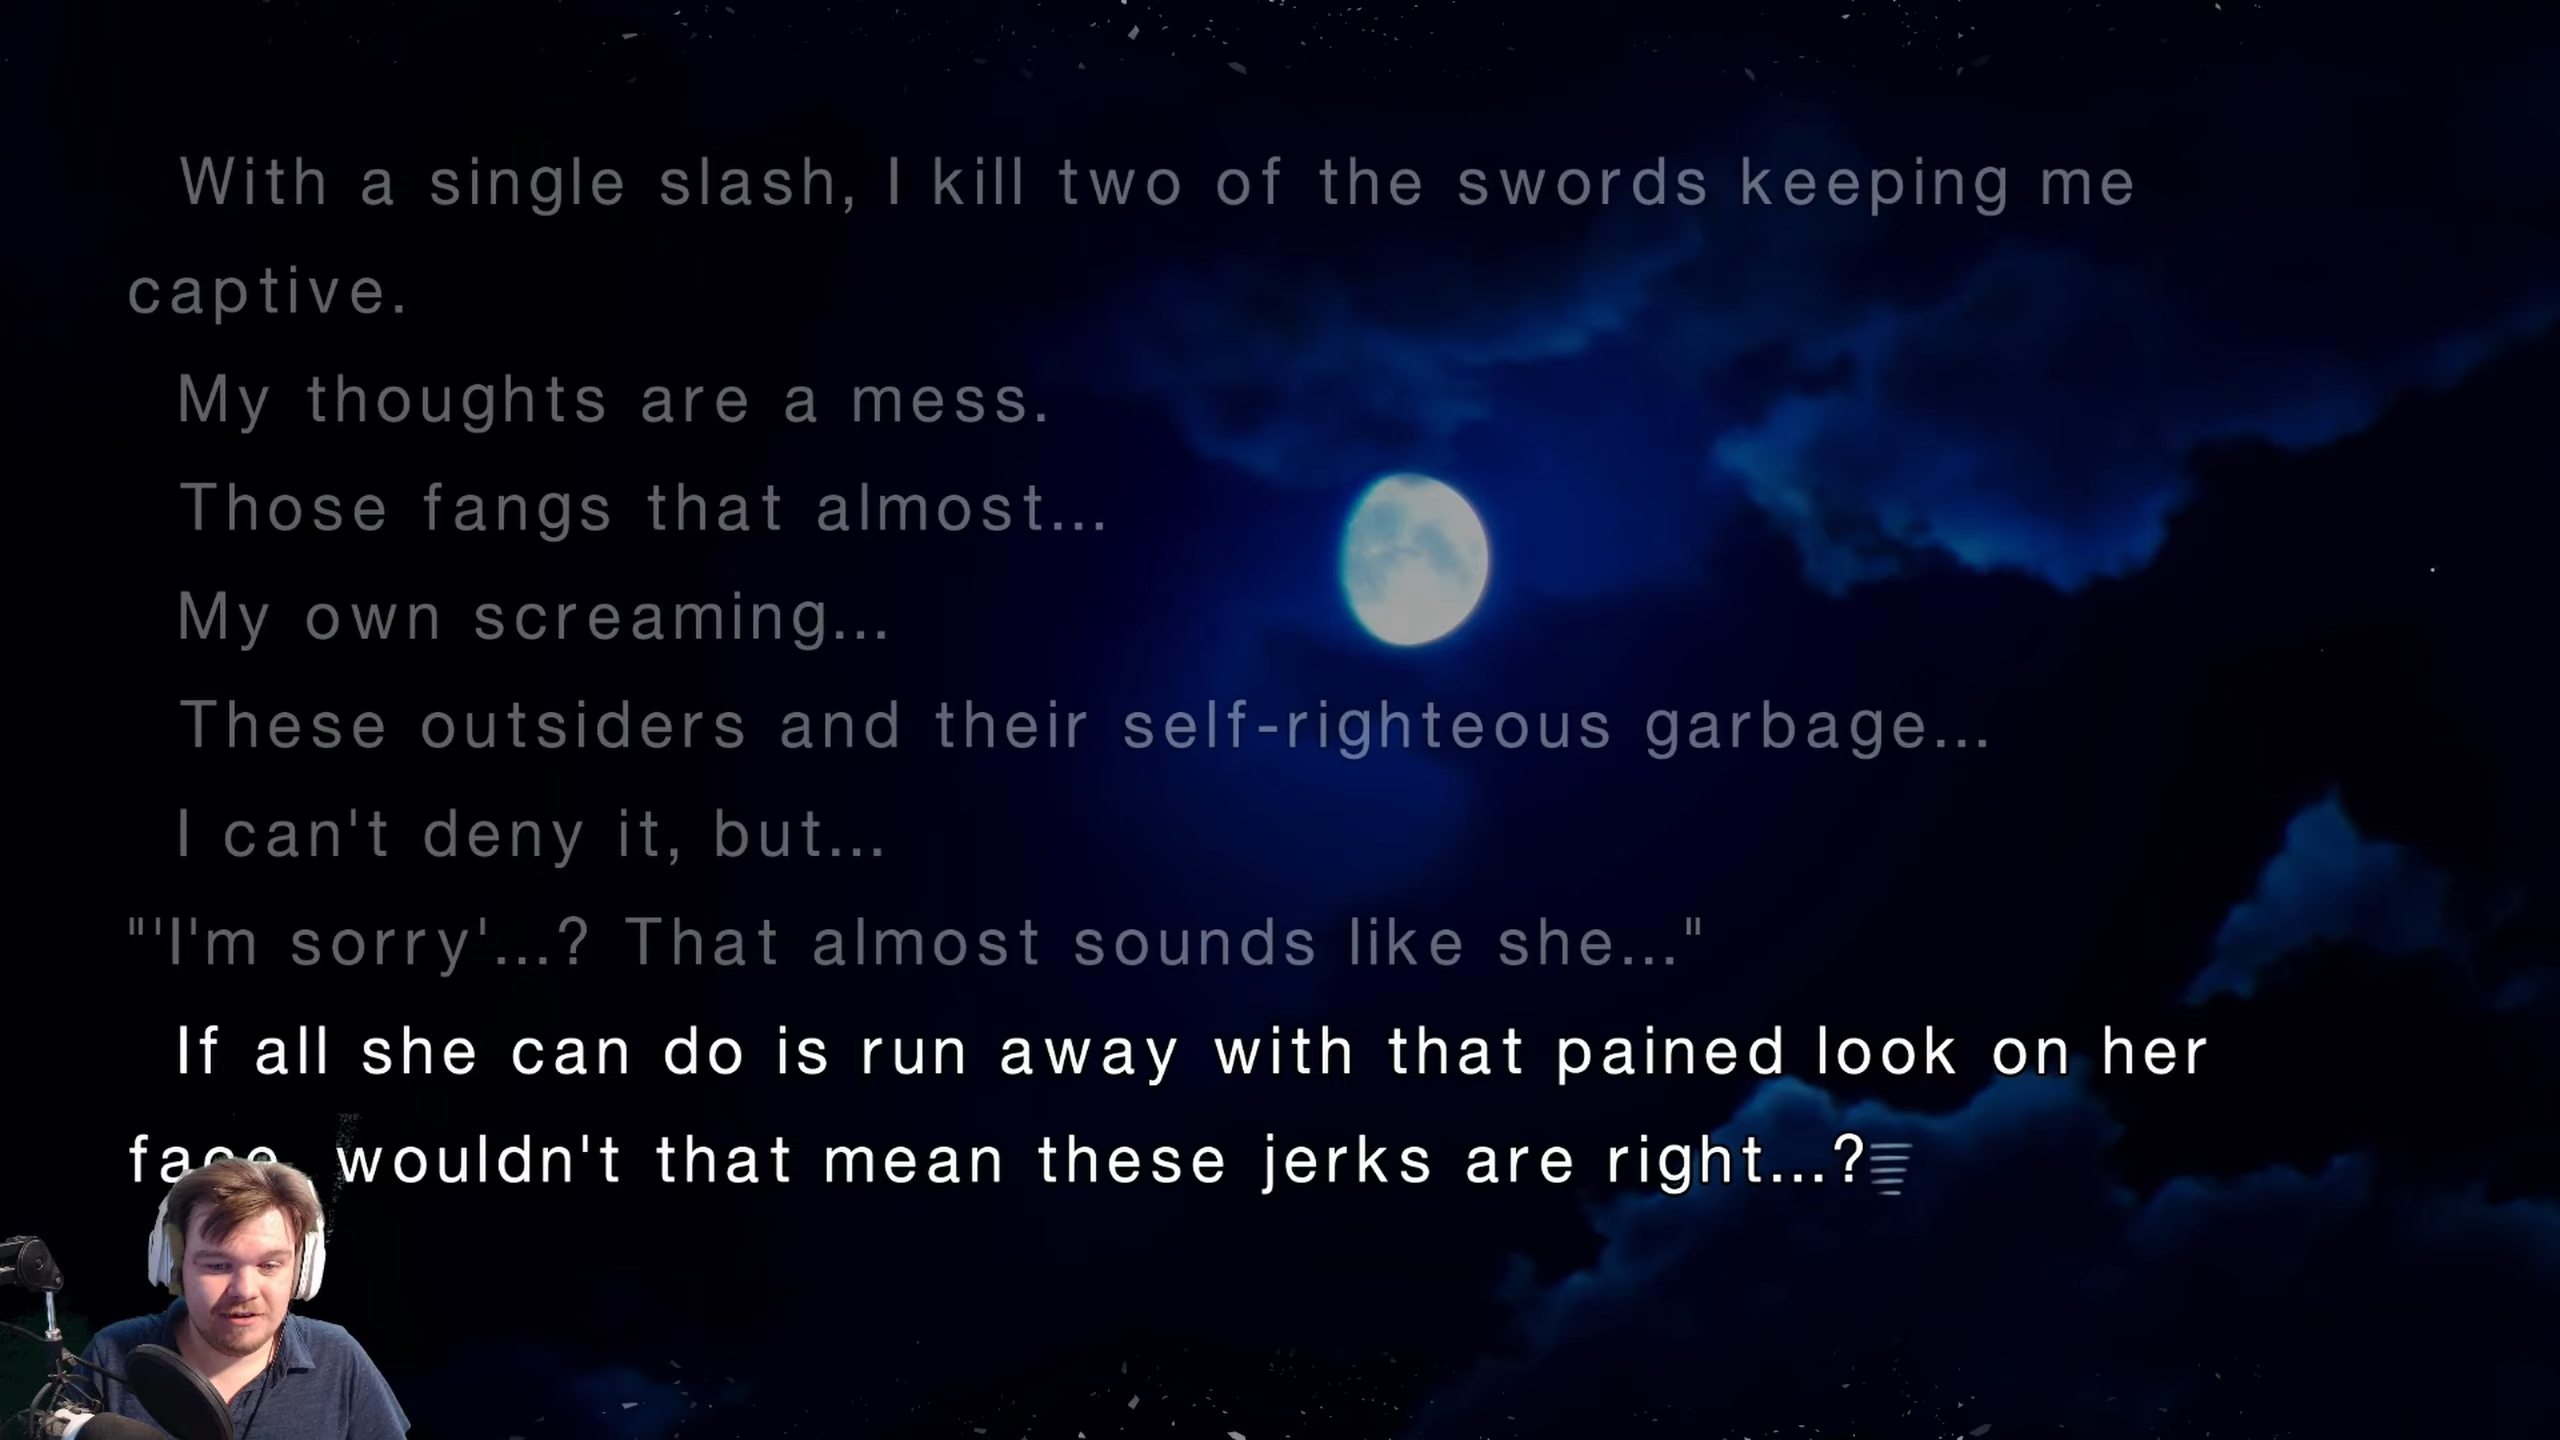 With a single slash, I kill two of the swords keeping me
captive.
My thoughts are a mess.
Those fangs that almost...
My own screaming...
These outsiders and their self-righteous garbage...
I can't deny it, but...
"'I'm sorry'...? That almost sounds like she..."
If all she can do is run away with that pained look on her
face, wouldn't that mean these jerks are right...?